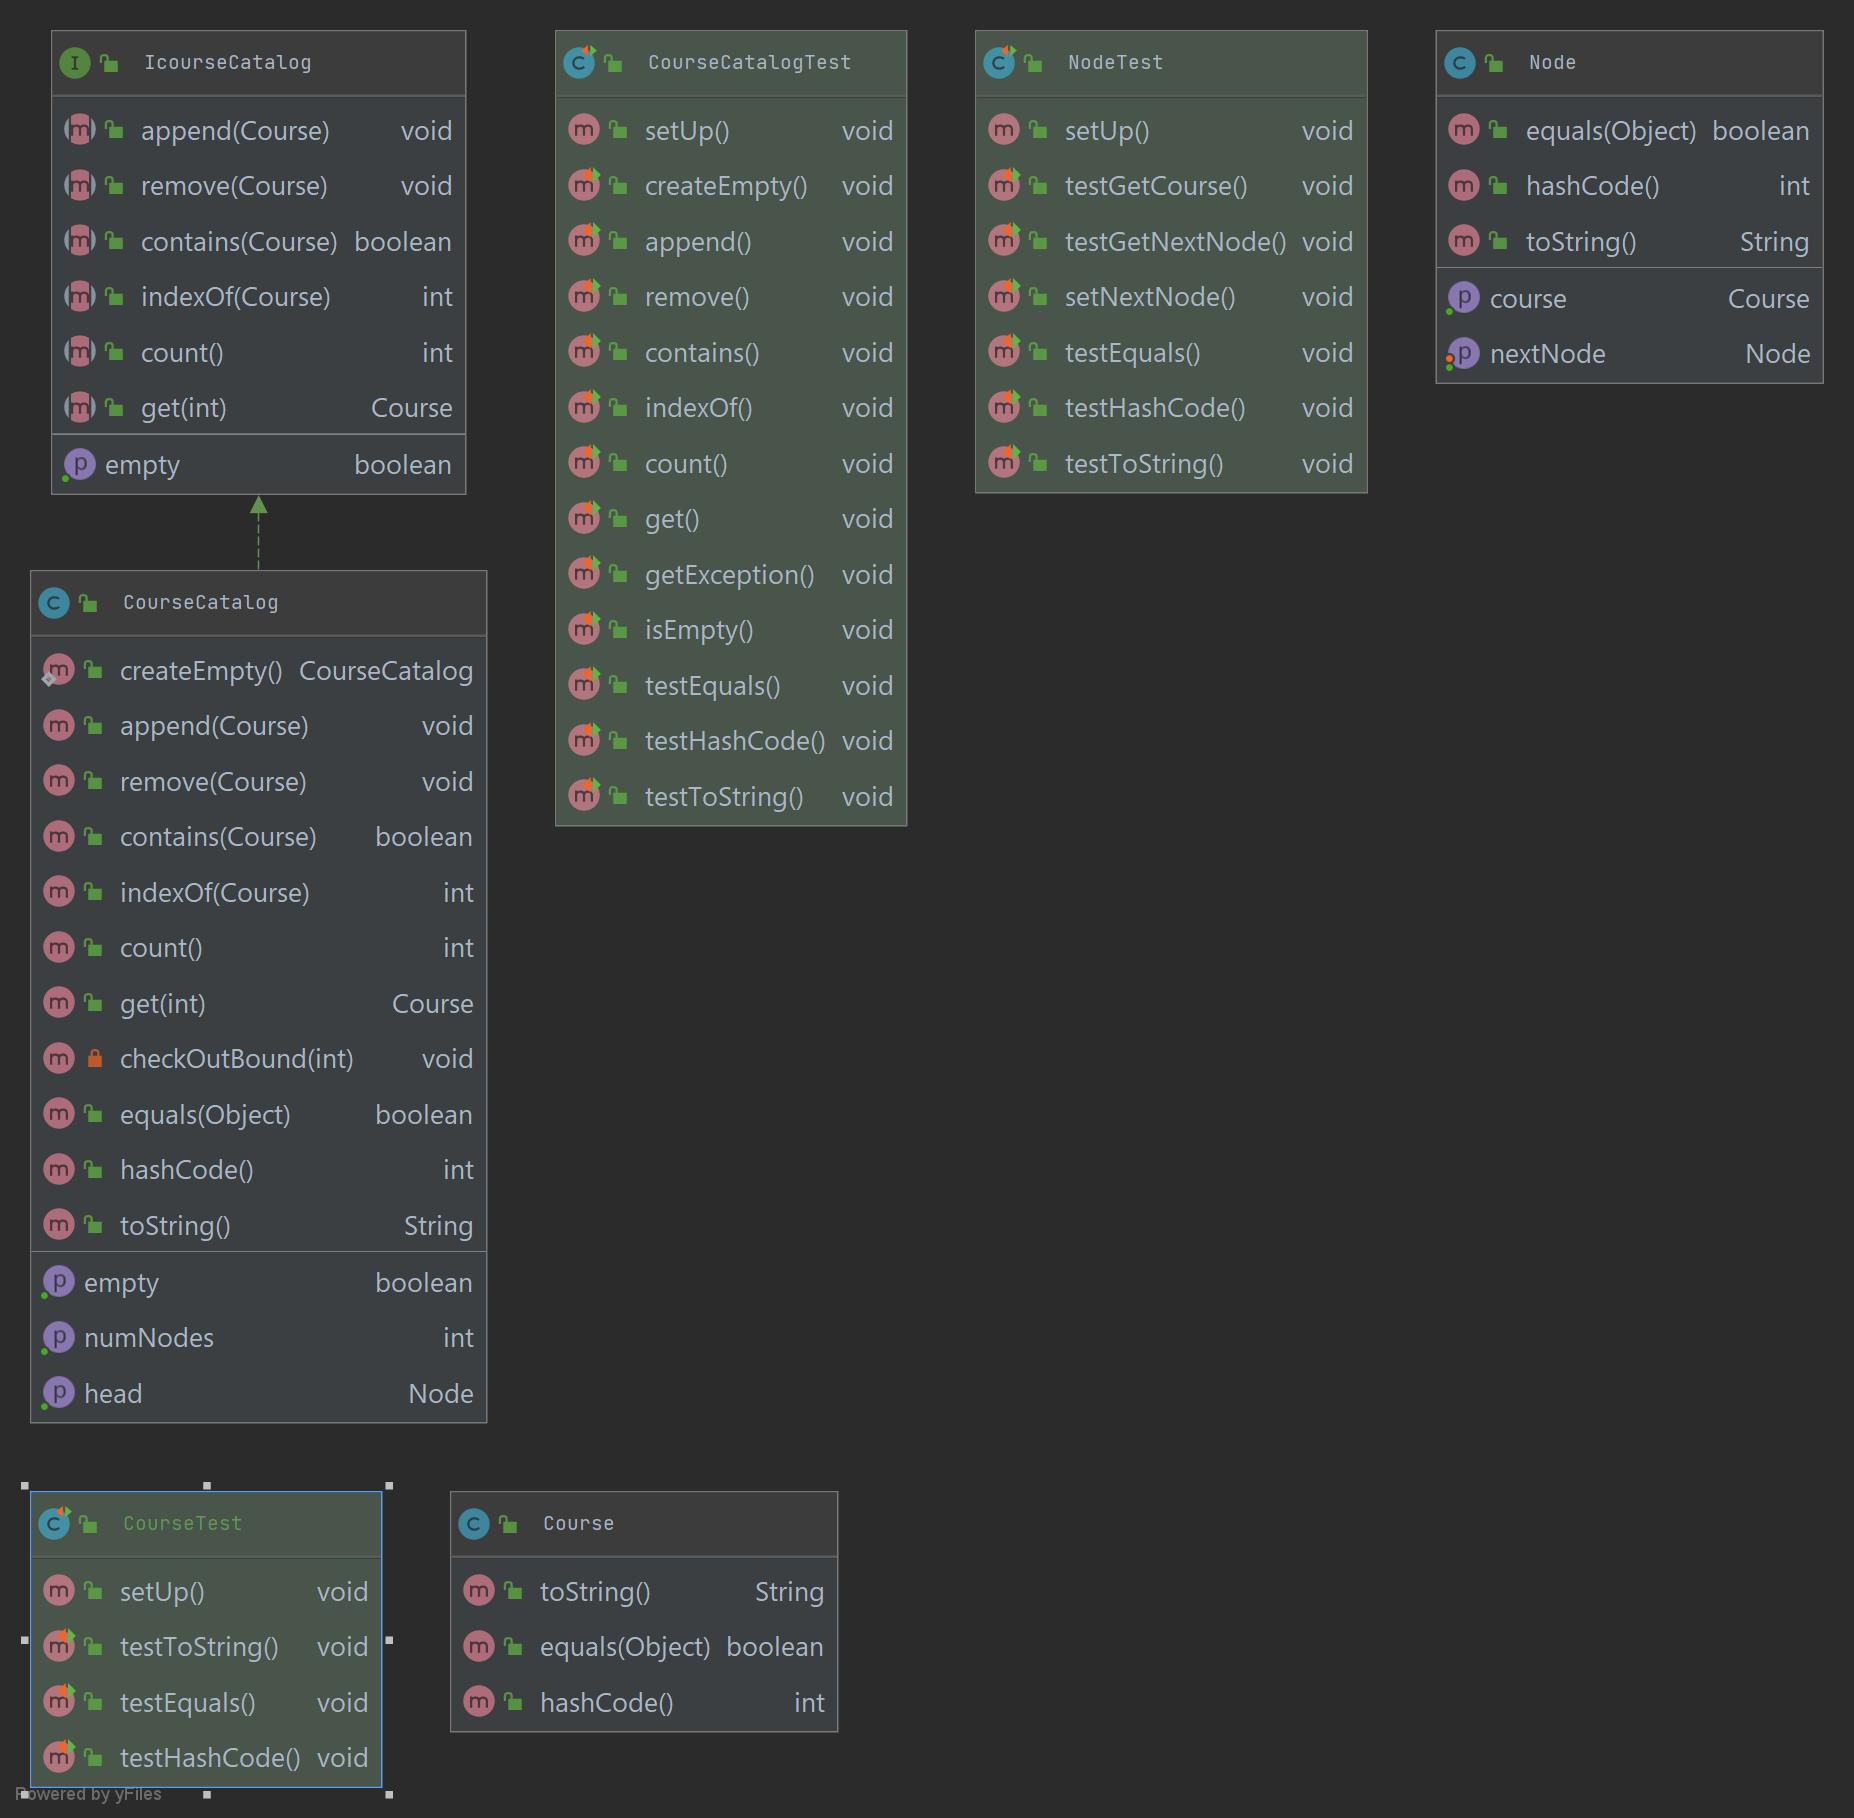 IcourseCatalog
append(Course) void
remove(Course) void
contains(Course) boolean
indexOf(Course) int
count() int
get(int) Course
empty boolean
CourseCatalogTest
setUp() void
createEmpty() void
append() void
remove() void
contains() void
indexOf() void
count() void
get() void
getException() void
isEmpty() void
testEquals() void
testHashCode() void
testToString() void
NodeTest
setUp() void
testGetCourse() void
testGetNextNode() void
setNextNode() void
testEquals() void
testHashCode() void
testToString() void
Node
equals(Object) boolean
hashCode() int
toString() String
course Course
nextNode Node
CourseCatalog
createEmpty() CourseCatalog
append(Course) void
remove(Course) void
contains(Course) boolean
indexOf(Course) int
count() int
get(int) Course
checkOutBound(int) void
equals(Object) boolean
hashCode() int
toString() String
empty boolean
numNodes int
head Node
CourseTest
setUp() void
testToString() void
testEquals() void
testHashCode() void
Course
toString() String
equals(Object) boolean
hashCode() int
Powered by yFiles